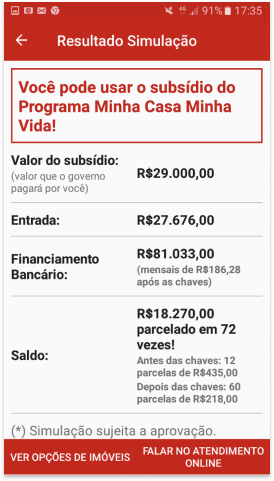 4G 91% 17:35
Resultado Simulação
Você pode usar o subsídio do
Programa Minha Casa Minha
Vida!
Valor do subsídio:
(valor que o governo
pagará por você)
R$29.000,00
Entrada:
R$27.676,00
Financiamento
Bancário:
R$81.033,00
(mensais de R$186,28
após as chaves)
Saldo:
R$18.270,00
parcelado em 72
vezes!
Antes das chaves: 12
parcelas de R$435,00
Depois das chaves: 60
parcelas de R$218,00
(*) Simulação sujeita a aprovação.
VER OPÇÕES DE IMÓVEIS
FALAR NO ATENDIMENTO
ONLINE